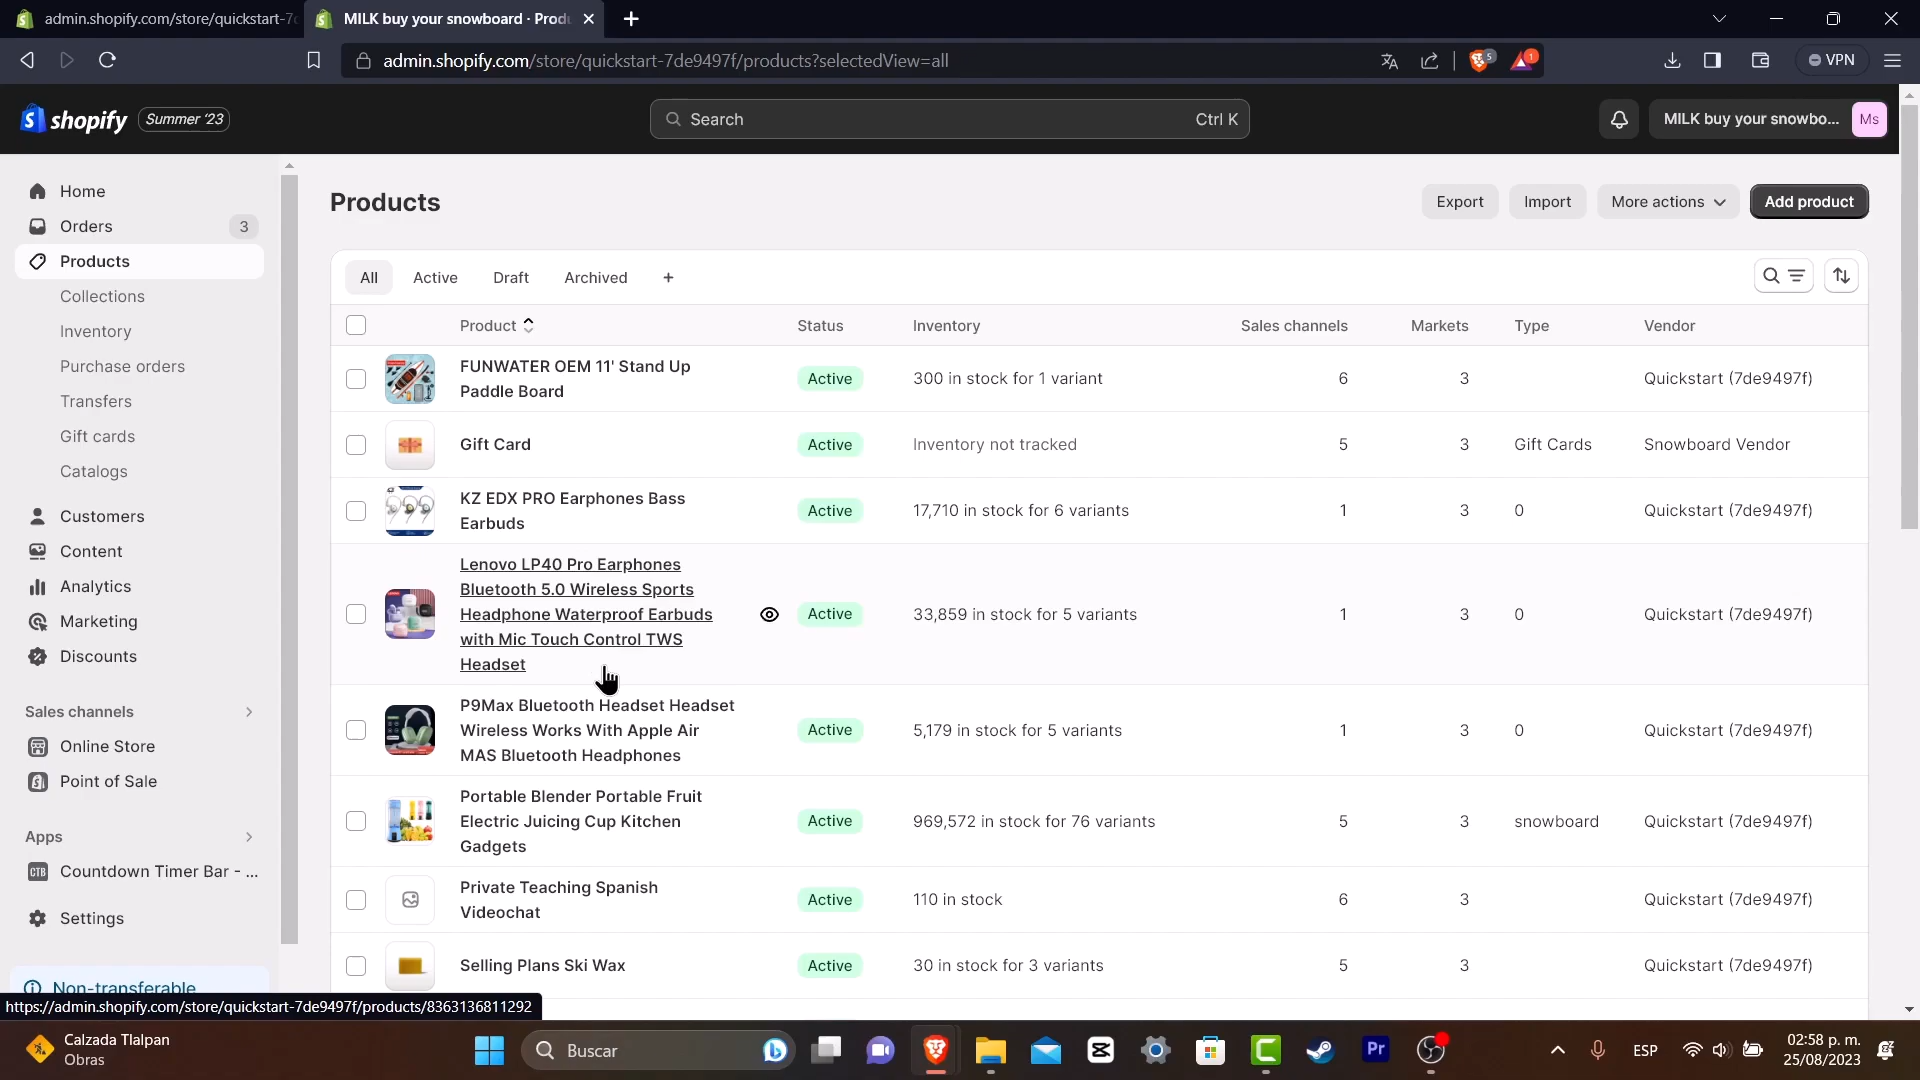 admin.shopify.com/store/quickstart-7
MILK buy your snowboard · Prod
admin.shopify.com/store/quickstart-7de9497f/products?selectedView=all
5
1
VPN
shopify
Summer '23
Search
Ctrl K
MILK buy your snowbo...
Ms
Home
Orders
3
Products
Collections
Inventory
Purchase orders
Transfers
Gift cards
Catalogs
Customers
Content
Analytics
Marketing
Discounts
Sales channels
Online Store
Point of Sale
Apps
CTB
Countdown Timer Bar - ...
Settings
Non-transferable
Products
Export
Import
More actions
Add product
All
Active
Draft
Archived
+
Product
Status
Inventory
Sales channels
Markets
Type
Vendor
FUNWATER OEM 11' Stand Up
Paddle Board
Active
300 in stock for 1 variant
6
3
Quickstart (7de9497f)
Gift Card
Active
Inventory not tracked
5
3
Gift Cards
Snowboard Vendor
KZ EDX PRO Earphones Bass
Earbuds
Active
17,710 in stock for 6 variants
1
3
0
Quickstart (7de9497f)
Lenovo LP40 Pro Earphones
Bluetooth 5.0 Wireless Sports
Headphone Waterproof Earbuds
with Mic Touch Control TWS
Headset
Active
33,859 in stock for 5 variants
1
3
0
Quickstart (7de9497f)
P9Max Bluetooth Headset Headset
Wireless Works With Apple Air
MAS Bluetooth Headphones
Active
5,179 in stock for 5 variants
1
3
0
Quickstart (7de9497f)
Portable Blender Portable Fruit
Electric Juicing Cup Kitchen
Gadgets
Active
969,572 in stock for 76 variants
5
3
snowboard
Quickstart (7de9497f)
Private Teaching Spanish
Videochat
Active
110 in stock
6
3
Quickstart (7de9497f)
Selling Plans Ski Wax
Active
30 in stock for 3 variants
5
3
Quickstart (7de9497f)
https://admin.shopify.com/store/quickstart-7de9497f/products/8363136811292
Calzada Tlalpan
Obras
Buscar
Pr
ESP
02:58 p. m.
25/08/2023